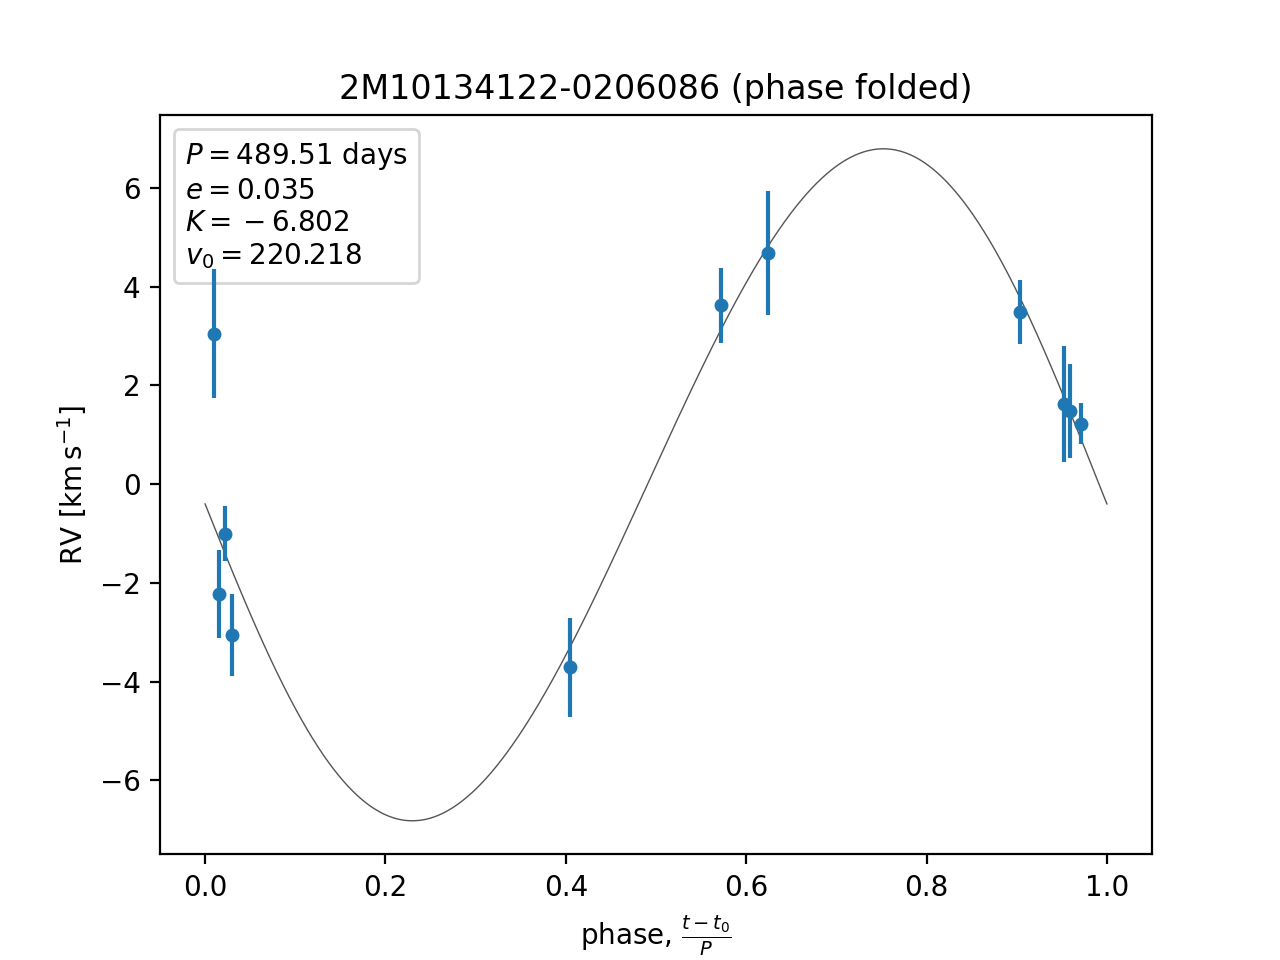 2M10134122-0206086 (phase folded)
P = 489.51 days
e = 0.035
K = −6.802
v₀ = 220.218
6
4
2
0
−2
−4
−6
RV [km s⁻¹]
0.0 0.2 0.4 0.6 0.8 1.0
phase, (t − t₀)/P